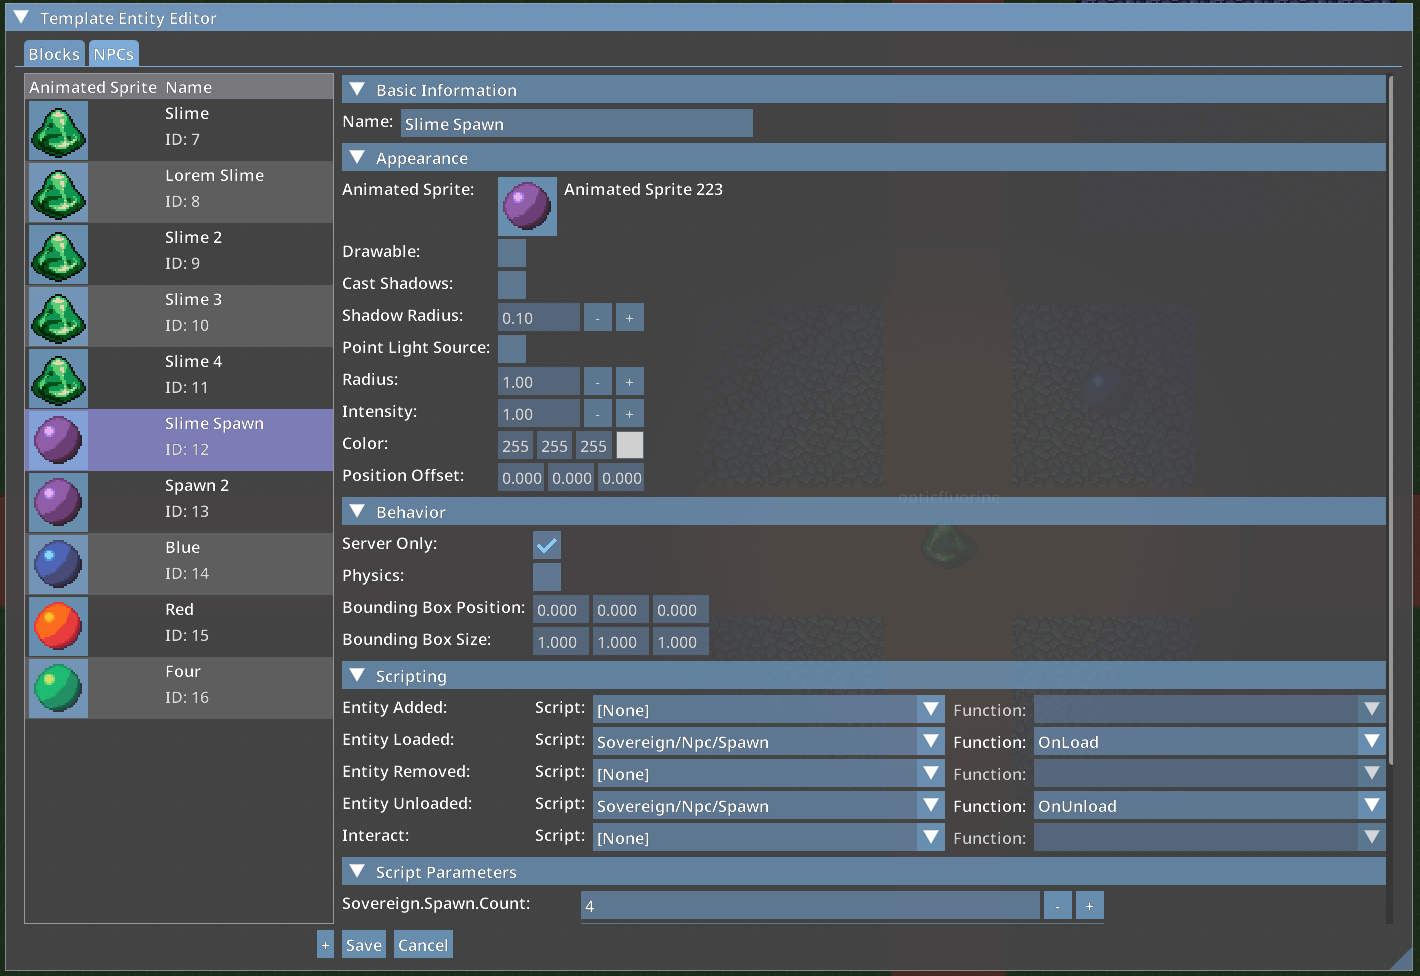 Template Entity Editor
Blocks NPCs
Animated Sprite Name
Slime
ID: 7
Lorem Slime
ID: 8
Slime 2
ID: 9
Slime 3
ID: 10
Slime 4
ID: 11
Slime Spawn
ID: 12
Spawn 2
ID: 13
Blue
ID: 14
Red
ID: 15
Four
ID: 16
Basic Information
Name: Slime Spawn
Appearance
Animated Sprite: Animated Sprite 223
Drawable:
Cast Shadows:
Shadow Radius: 0.10 - +
Point Light Source:
Radius: 1.00 - +
Intensity: 1.00 - +
Color: 255 255 255
Position Offset: 0.000 0.000 0.000
opticfluorine
Behavior
Server Only:
Physics:
Bounding Box Position: 0.000 0.000 0.000
Bounding Box Size: 1.000 1.000 1.000
Scripting
Entity Added: Script: [None] Function:
Entity Loaded: Script: Sovereign/Npc/Spawn Function: OnLoad
Entity Removed: Script: [None] Function:
Entity Unloaded: Script: Sovereign/Npc/Spawn Function: OnUnload
Interact: Script: [None] Function:
Script Parameters
Sovereign.Spawn.Count: 4 - +
+ Save Cancel